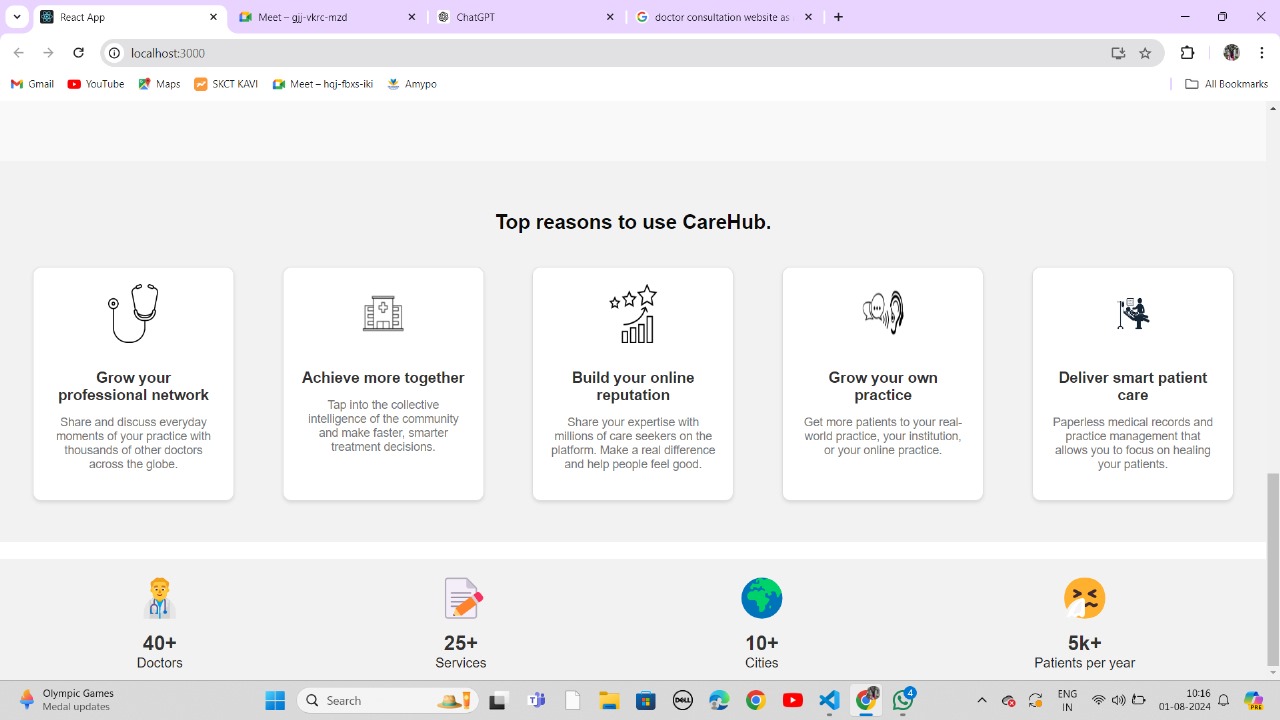 React App
Meet – gjj-vkrc-mzd
ChatGPT
doctor consultation website as
localhost:3000
Gmail
YouTube
Maps
SKCT KAVI
Meet – hqj-fbxs-iki
Amypo
All Bookmarks
Top reasons to use CareHub.
Grow your
professional network
Share and discuss everyday
moments of your practice with
thousands of other doctors
across the globe.
Achieve more together
Tap into the collective
intelligence of the community
and make faster, smarter
treatment decisions.
Build your online
reputation
Share your expertise with
millions of care seekers on the
platform. Make a real difference
and help people feel good.
Grow your own
practice
Get more patients to your real-
world practice, your institution,
or your online practice.
Deliver smart patient
care
Paperless medical records and
practice management that
allows you to focus on healing
your patients.
40+
Doctors
25+
Services
10+
Cities
5k+
Patients per year
Olympic Games
Medal updates
Search
DELL
4
ENG
IN
10:16
01-08-2024
PRE